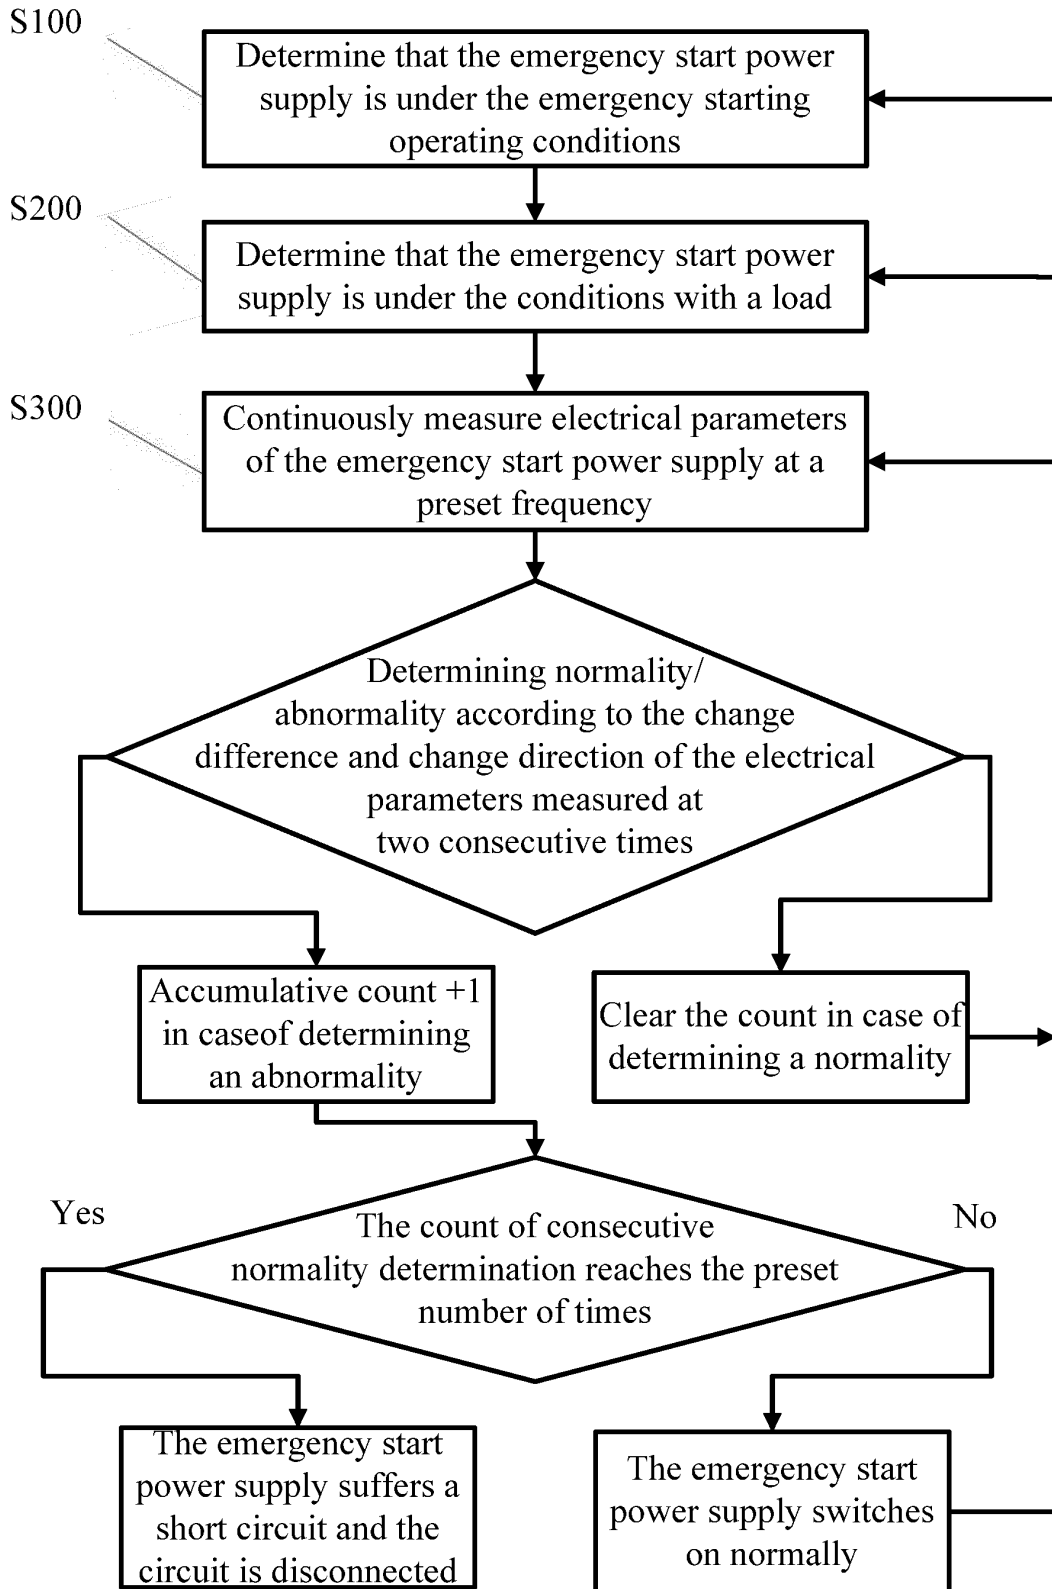 S100
Determine that the emergency start power
supply is under the emergency starting
operating conditions
S200
Determine that the emergency start power
supply is under the conditions with a load
S300
Continuously measure electrical parameters
of the emergency start power supply at a
preset frequency
Determining normality/
abnormality according to the change
difference and change direction of the electrical
parameters measured at
two consecutive times
Accumulative count +1
in caseof determining
an abnormality
Clear the count in case of
determining a normality
Yes
The count of consecutive
normality determination reaches the preset
number of times
No
The emergency start
power supply suffers a
short circuit and the
circuit is disconnected
The emergency start
power supply switches
on normally